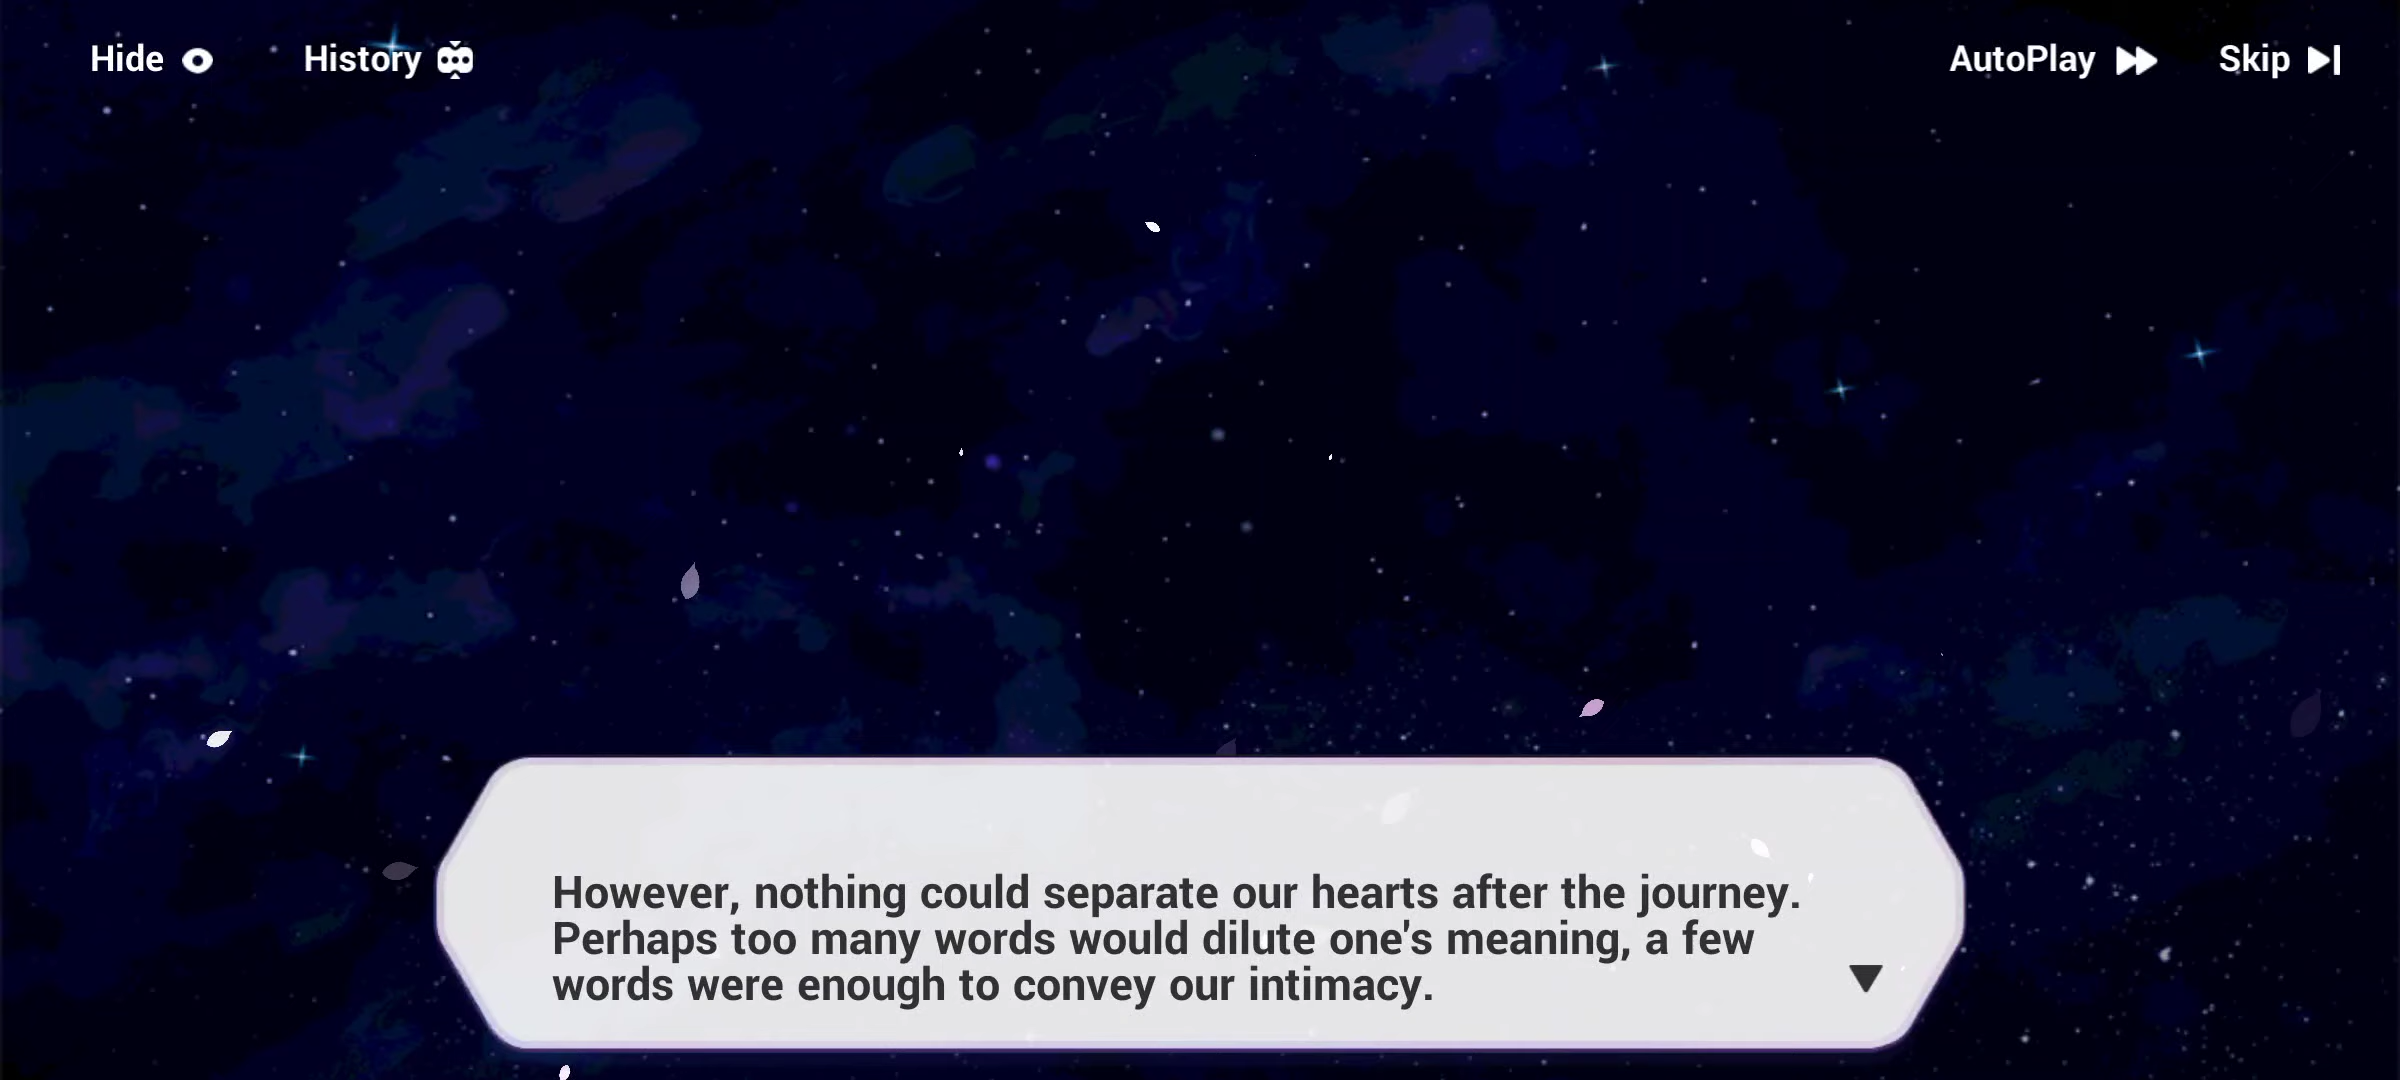 Hide
History
AutoPlay
Skip
However, nothing could separate our hearts after the journey.
Perhaps too many words would dilute one's meaning, a few
words were enough to convey our intimacy.